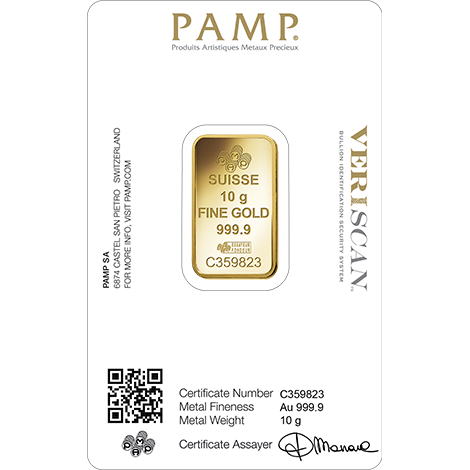 PAMP.
Produits Artistiques Metaux Precieux
PAMP SA
6874 CASTEL SAN PIETRO SWITZERLAND
FOR MORE INFO, VISIT PAMP.COM
VERISCAN
BULLION IDENTIFICATION SECURITY SYSTEM
PAMP
SUISSE
10 g
FINE GOLD
999.9
ESSAYEUR
FONDEUR
C359823
Certificate Number C359823
Metal Fineness Au 999.9
Metal Weight 10 g
PAMP
Certificate Assayer